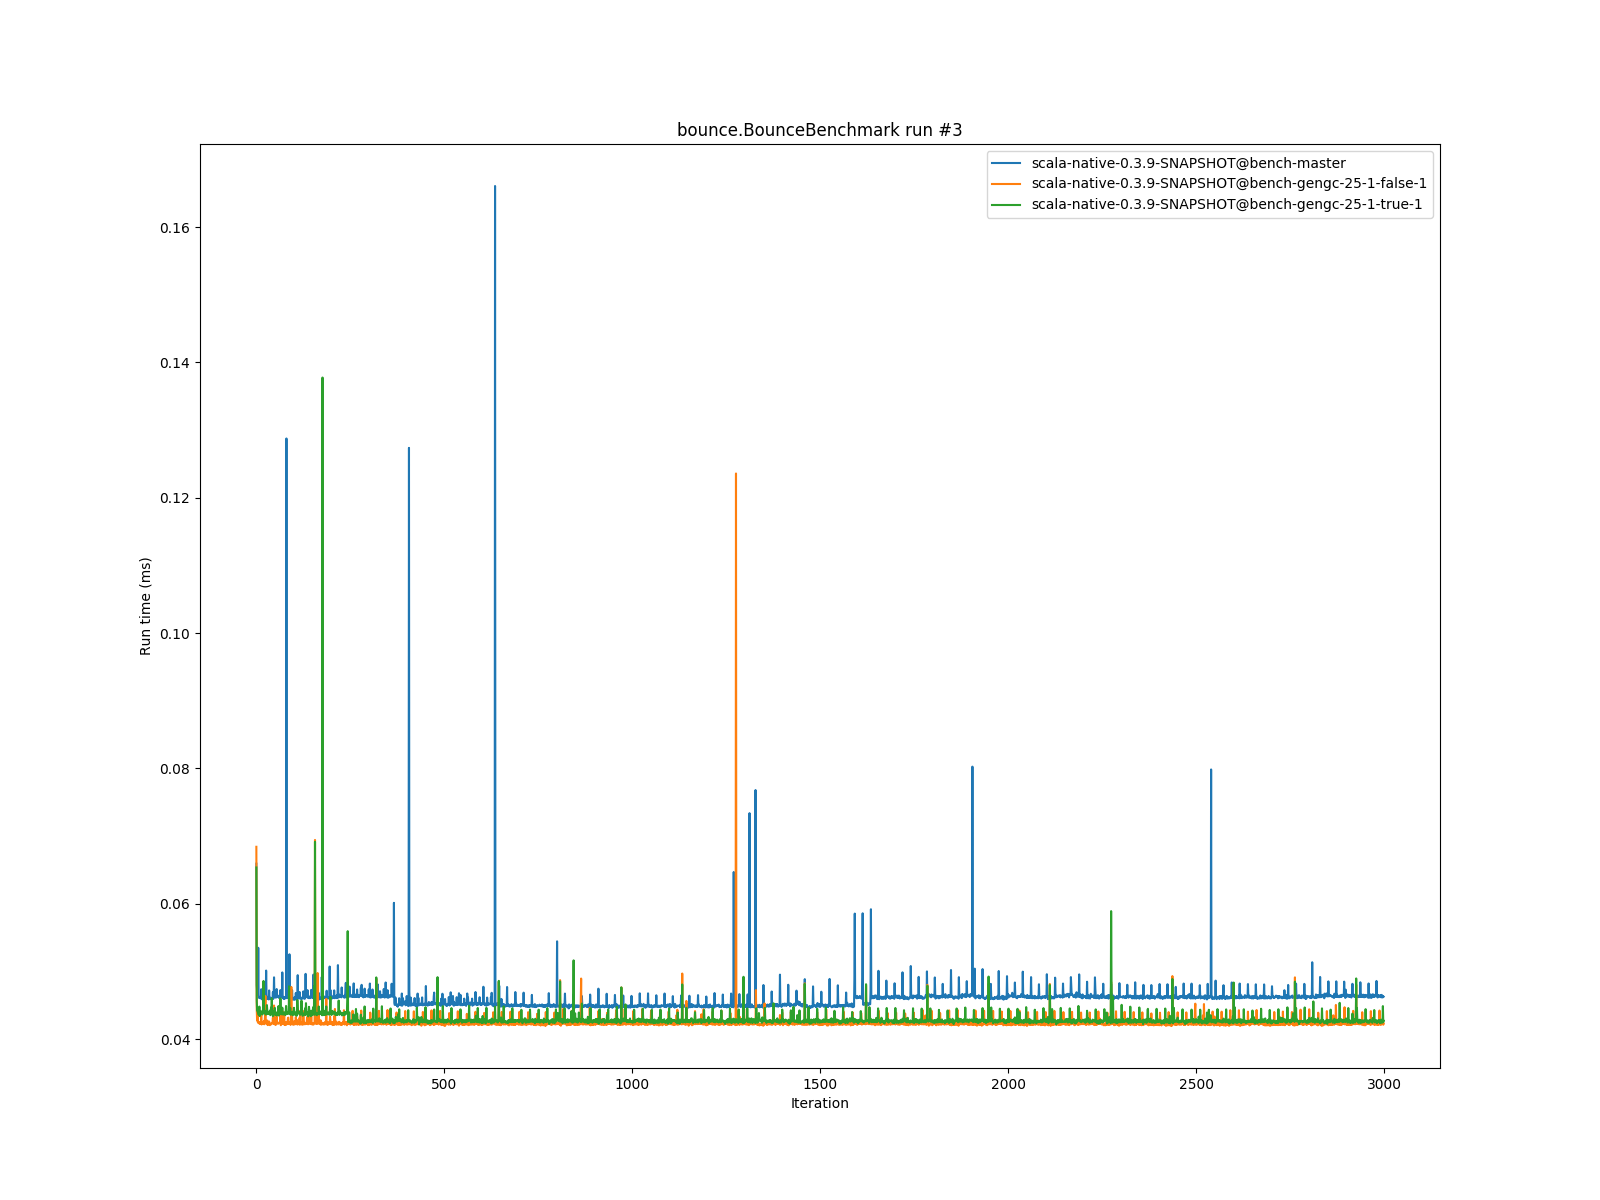 bounce.BounceBenchmark run #3
scala-native-0.3.9-SNAPSHOT@bench-master
scala-native-0.3.9-SNAPSHOT@bench-gengc-25-1-false-1
scala-native-0.3.9-SNAPSHOT@bench-gengc-25-1-true-1
0.16
0.14
0.12
0.10
0.08
0.06
0.04
Run time (ms)
0 500 1000 1500 2000 2500 3000
Iteration